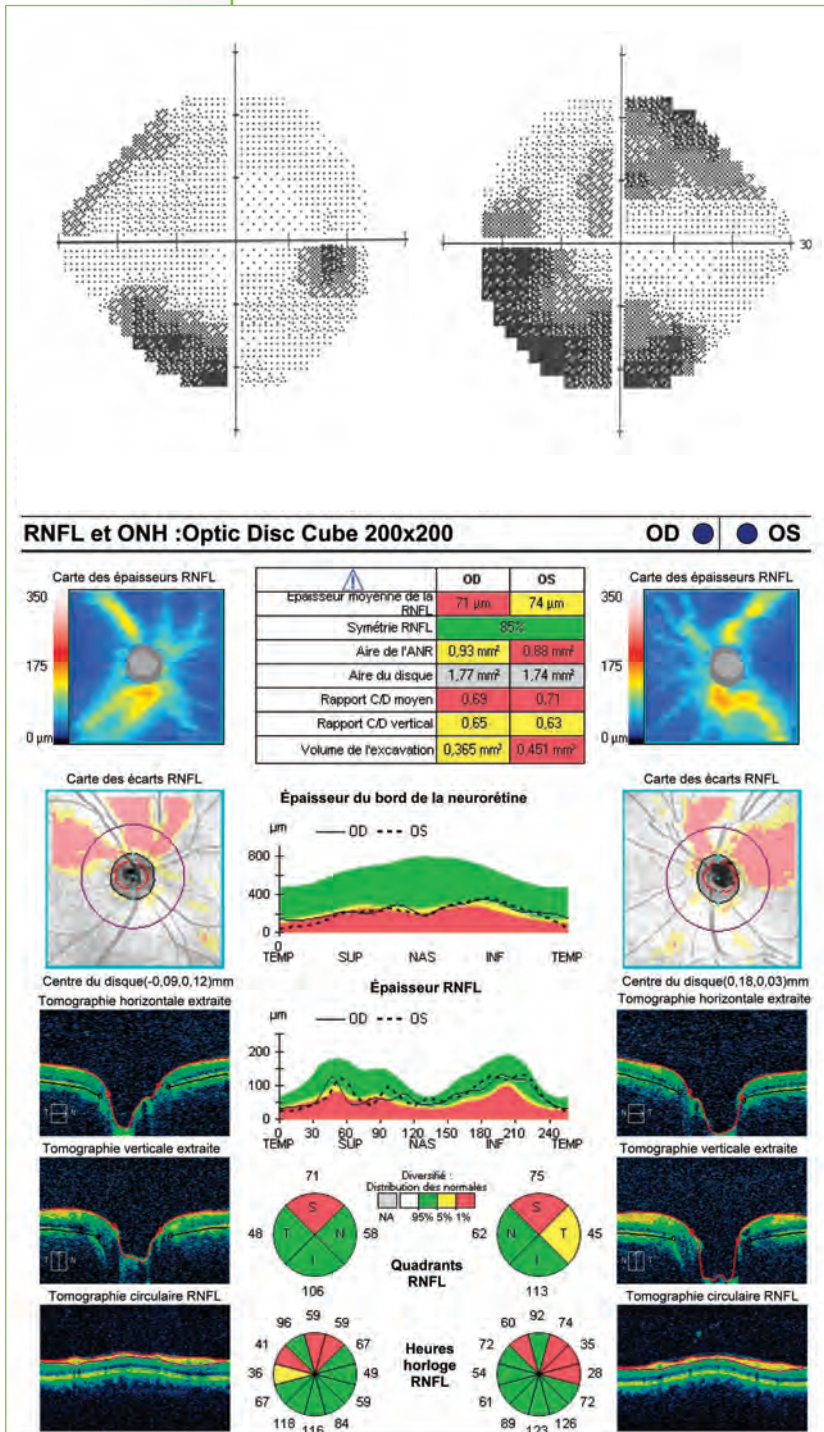 30
RNFL et ONH :Optic Disc Cube 200x200 OD OS
Carte des épaisseurs RNFL
350
175
0 µm
OD OS
Epaisseur moyenne de la RNFL 71 µm 74 µm
Symétrie RNFL 85%
Aire de l'ANR 0,93 mm² 0.88 mm²
Aire du disque 1,77 mm² 1,74 mm²
Rapport C/D moyen 0,69 0,71
Rapport C/D vertical 0,65 0,63
Volume de l'excavation 0,365 mm³ 0,451 mm³
Carte des épaisseurs RNFL
350
175
0 µm
Carte des écarts RNFL
Centre du disque(-0,09,0,12)mm
Épaisseur du bord de la neurorétine
µm OD OS
800
400
0
0
TEMP SUP NAS INF TEMP
Carte des écarts RNFL
Centre du disque(0,18,0,03)mm
Tomographie horizontale extraite
T N
Épaisseur RNFL
µm OD OS
200
100
0
0 30 60 90 120 150 180 210 240
TEMP SUP NAS INF TEMP
Tomographie horizontale extraite
N T
Tomographie verticale extraite
71
S
48 T N 58
I
106
Diversifié :
Distribution des normales
NA 95% 5% 1%
Quadrants
RNFL
75
S
62 N T 45
I
113
Tomographie verticale extraite
Tomographie circulaire RNFL
59
96 59
41 67
36 49
67 59
118 84
116
Heures
horloge
RNFL
92
60 74
72 35
54 28
61 72
89 126
123
Tomographie circulaire RNFL